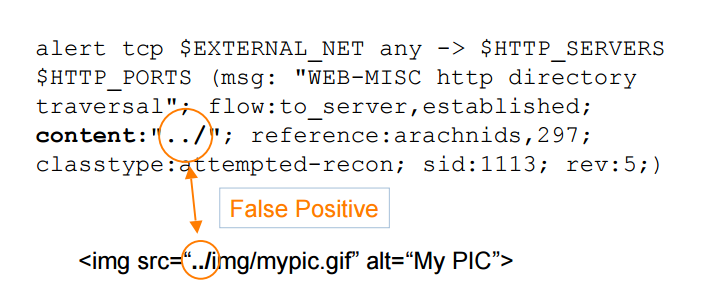 alert tcp $EXTERNAL_NET any -> $HTTP_SERVERS
$HTTP_PORTS (msg: "WEB-MISC http directory
traversal"; flow:to_server,established;
content:"../"; reference:arachnids,297;
classtype:attempted-recon; sid:1113; rev:5;)
False Positive
<img src=“../img/mypic.gif” alt=“My PIC”>